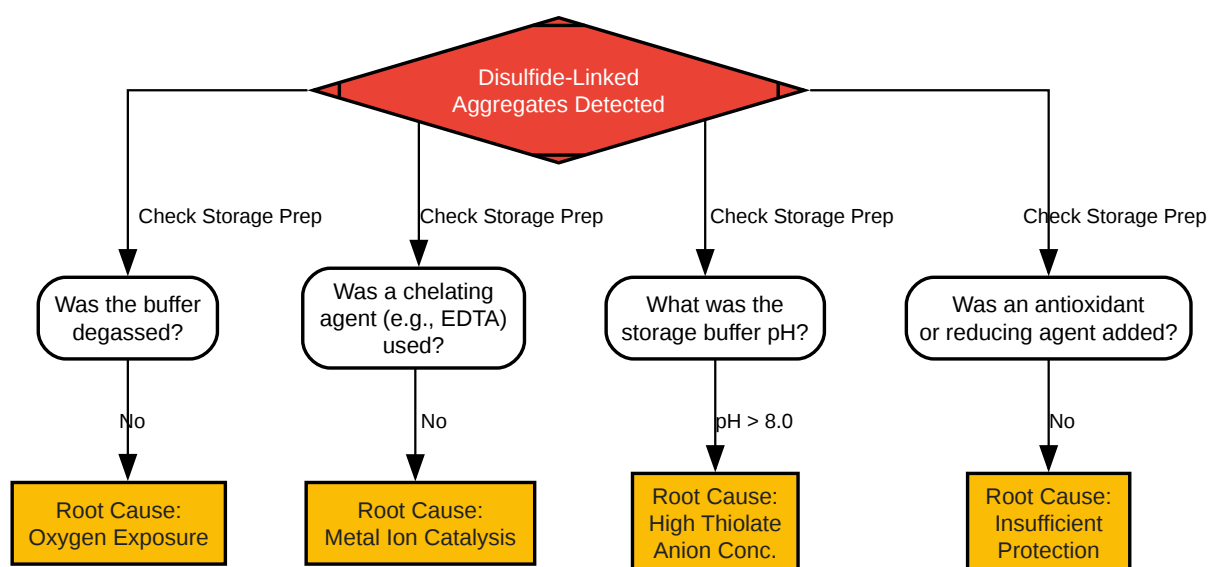 Disulfide-Linked
Aggregates Detected
Check Storage Prep
Check Storage Prep
Check Storage Prep
Check Storage Prep
Was the buffer
degassed?
Was a chelating
agent (e.g., EDTA)
used?
What was the
storage buffer pH?
Was an antioxidant
or reducing agent added?
No
No
pH > 8.0
No
Root Cause:
Oxygen Exposure
Root Cause:
Metal Ion Catalysis
Root Cause:
High Thiolate
Anion Conc.
Root Cause:
Insufficient
Protection